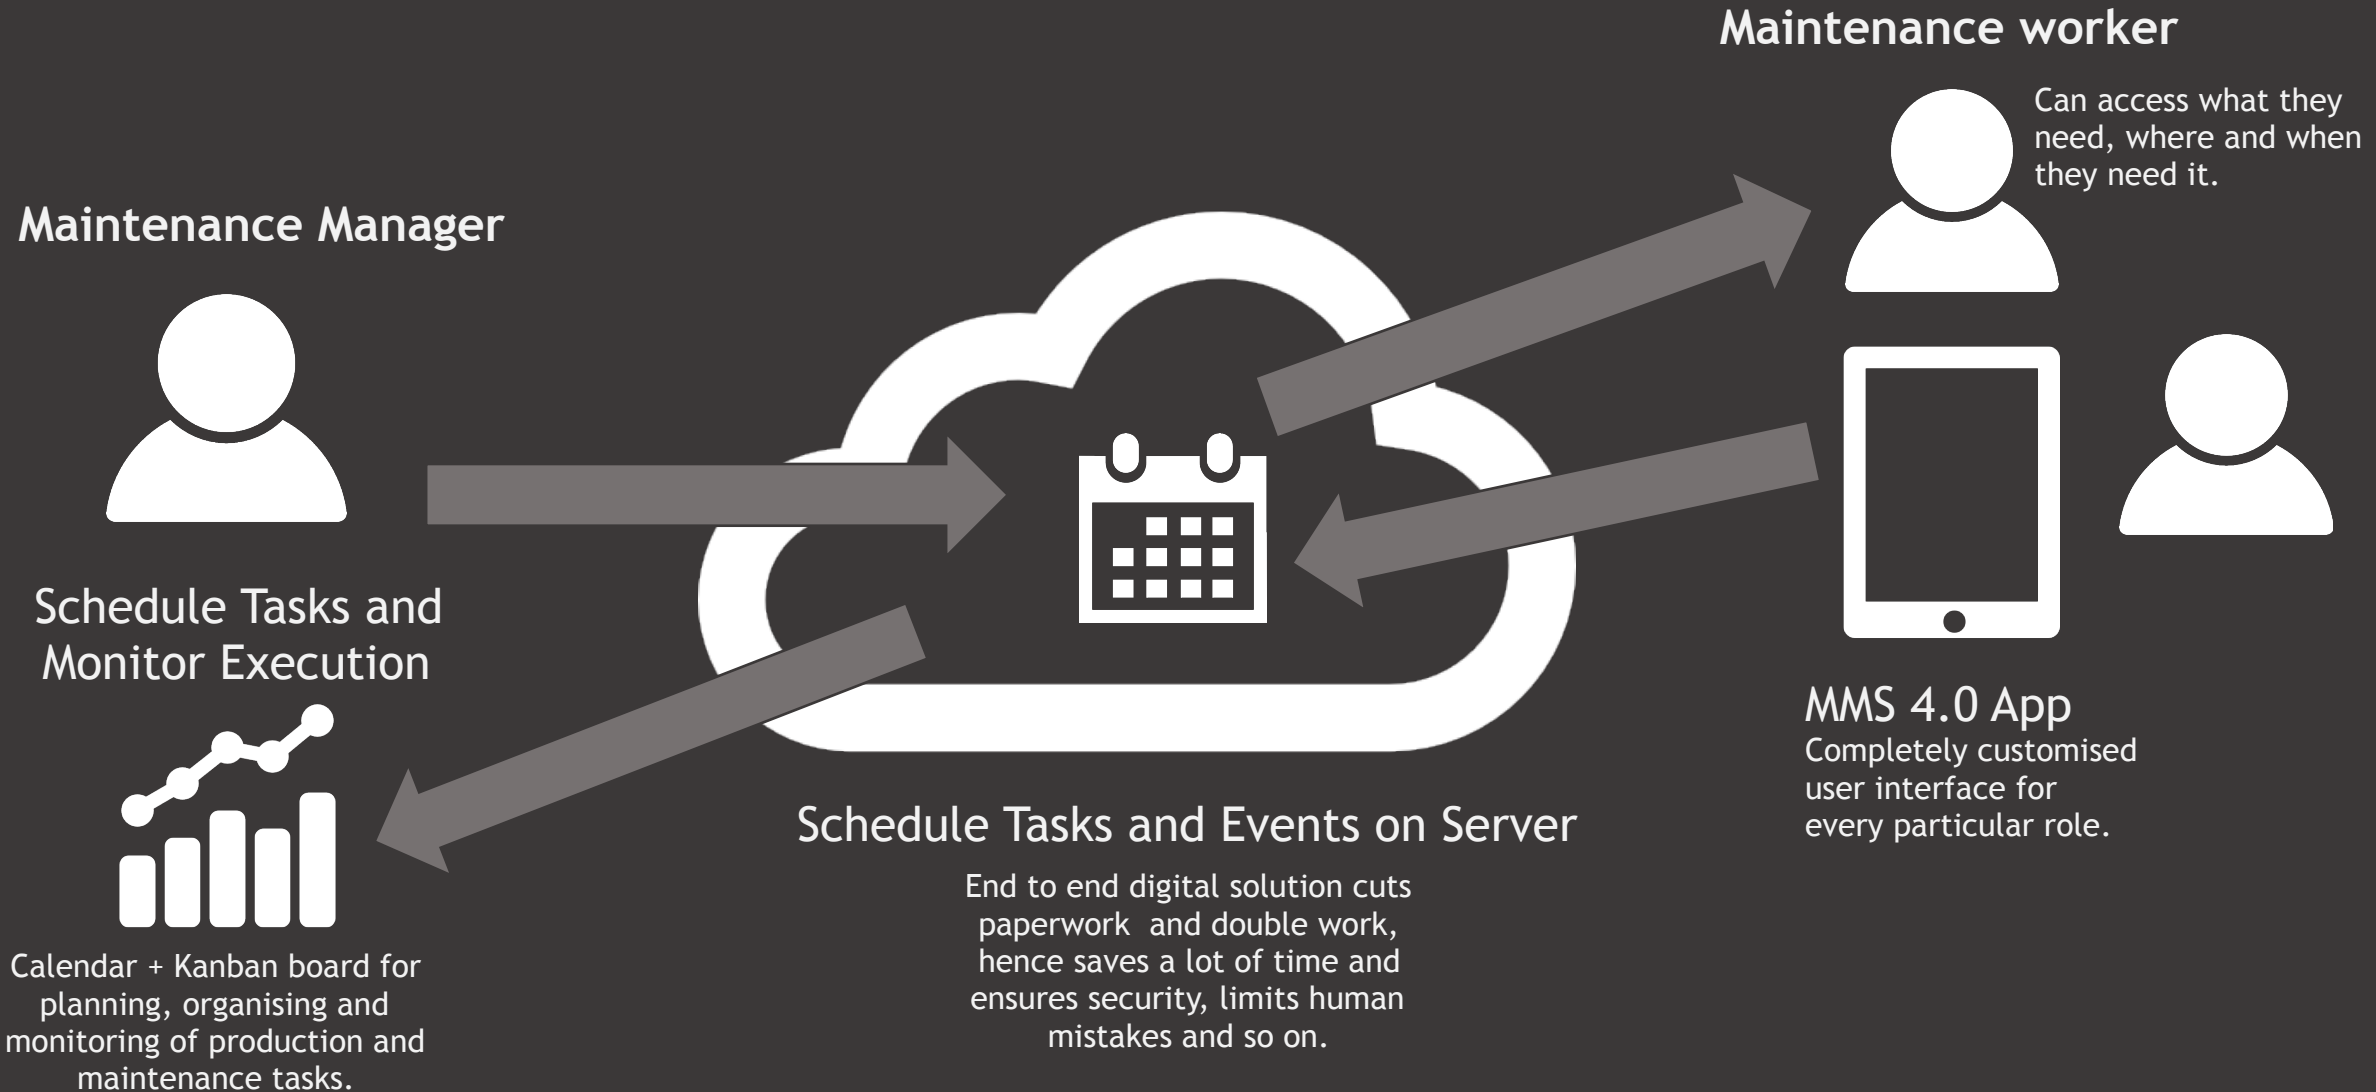 Maintenance Manager
Schedule Tasks and
Monitor Execution
Calendar + Kanban board for
planning, organising and
monitoring of production and
maintenance tasks.
Schedule Tasks and Events on Server
End to end digital solution cuts
paperwork  and double work,
hence saves a lot of time and
ensures security, limits human
mistakes and so on.
Maintenance worker
Can access what they
need, where and when
they need it.
MMS 4.0 App
Completely customised
user interface for
every particular role.